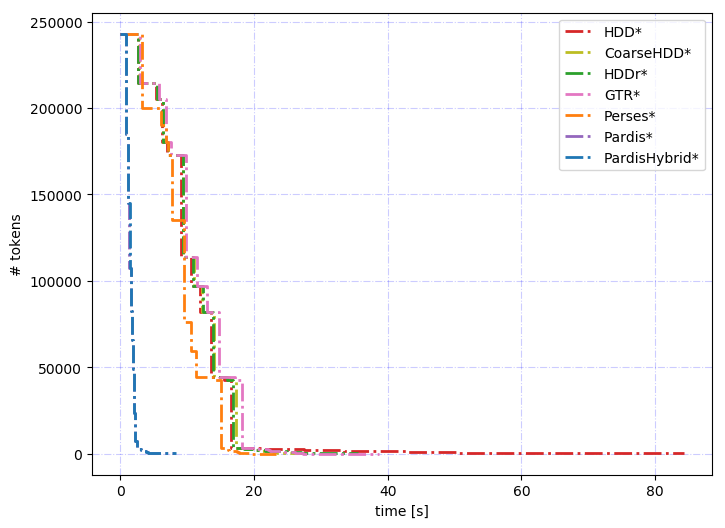 250000
200000
150000
100000
50000
0
# tokens
0 20 40 60 80
time [s]
HDD*
CoarseHDD*
HDDr*
GTR*
Perses*
Pardis*
PardisHybrid*